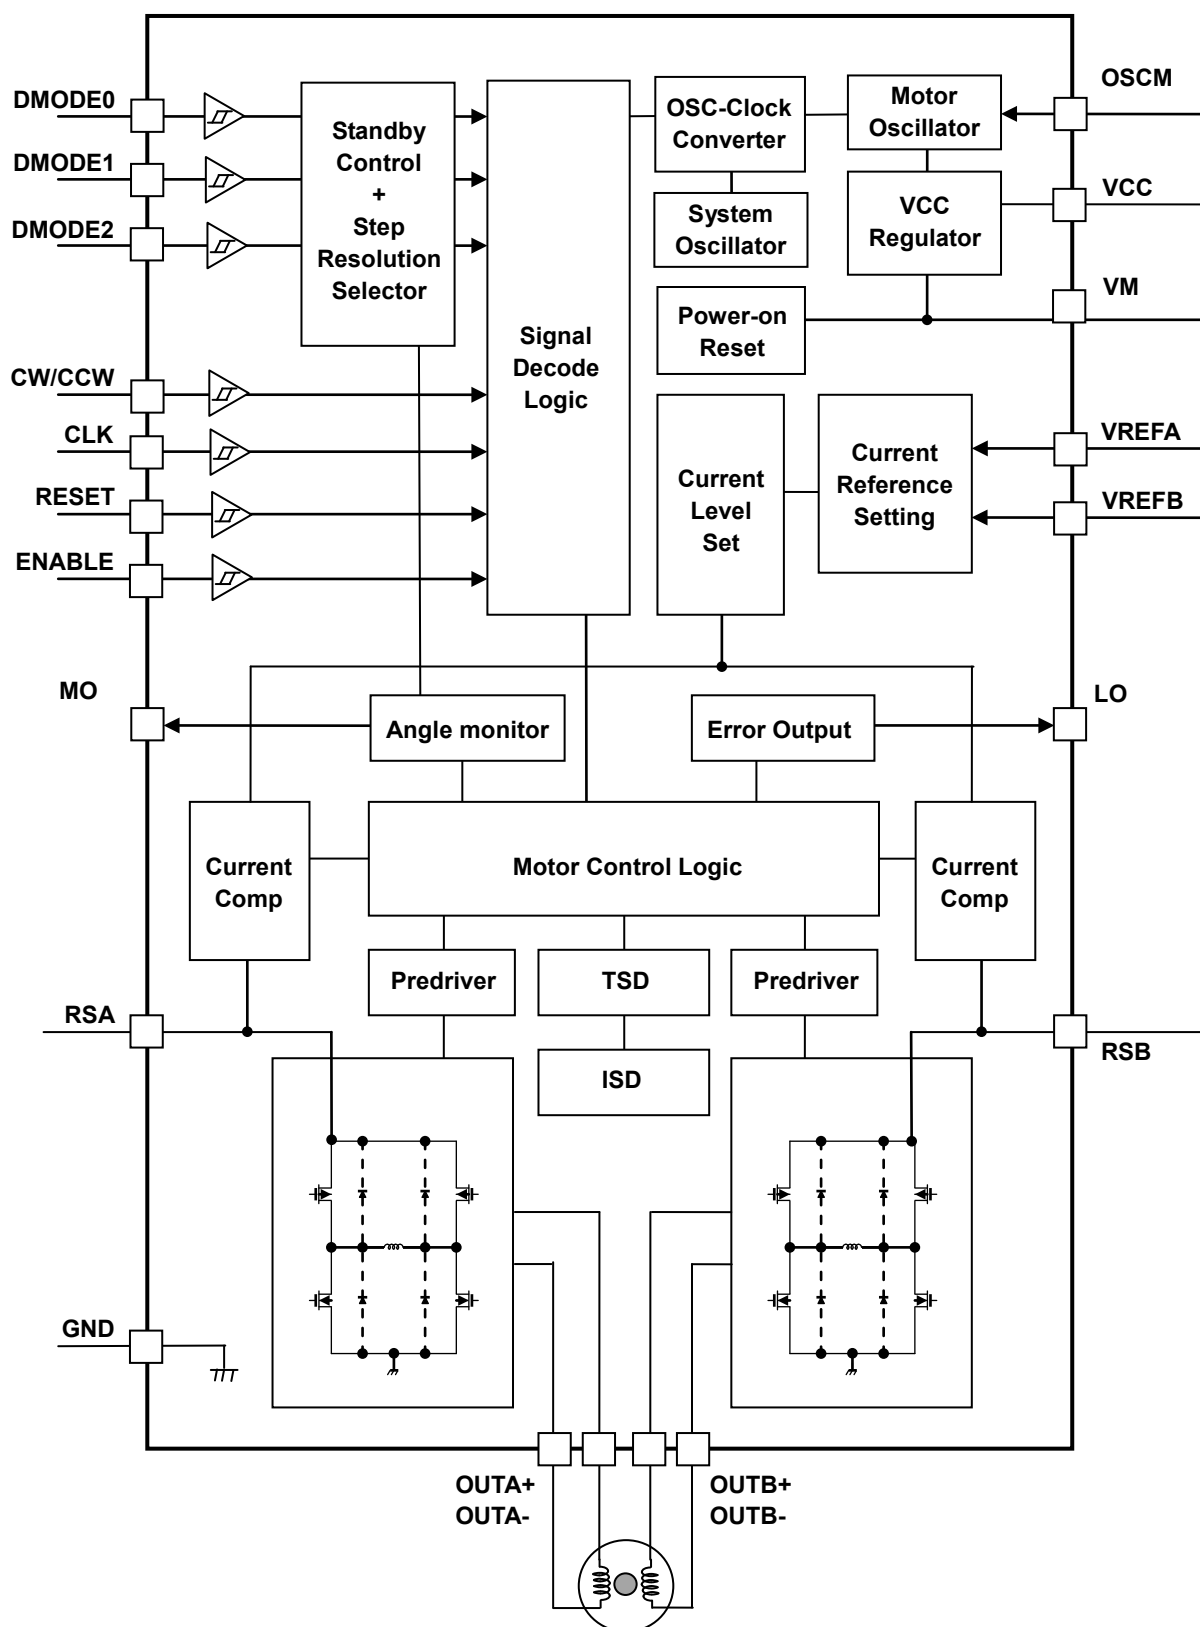 DMODE0
DMODE1
DMODE2
CW/CCW
CLK
RESET
ENABLE
MO
RSA
GND
Standby
Control
+
Step
Resolution
Selector
Signal
Decode
Logic
OSC-Clock
Converter
System
Oscillator
Motor
Oscillator
VCC
Regulator
Power-on
Reset
Current
Level
Set
Current
Reference
Setting
OSCM
VCC
VM
VREFA
VREFB
LO
RSB
Angle monitor
Error Output
Current
Comp
Motor Control Logic
Current
Comp
Predriver
TSD
Predriver
ISD
OUTA+
OUTA-
OUTB+
OUTB-